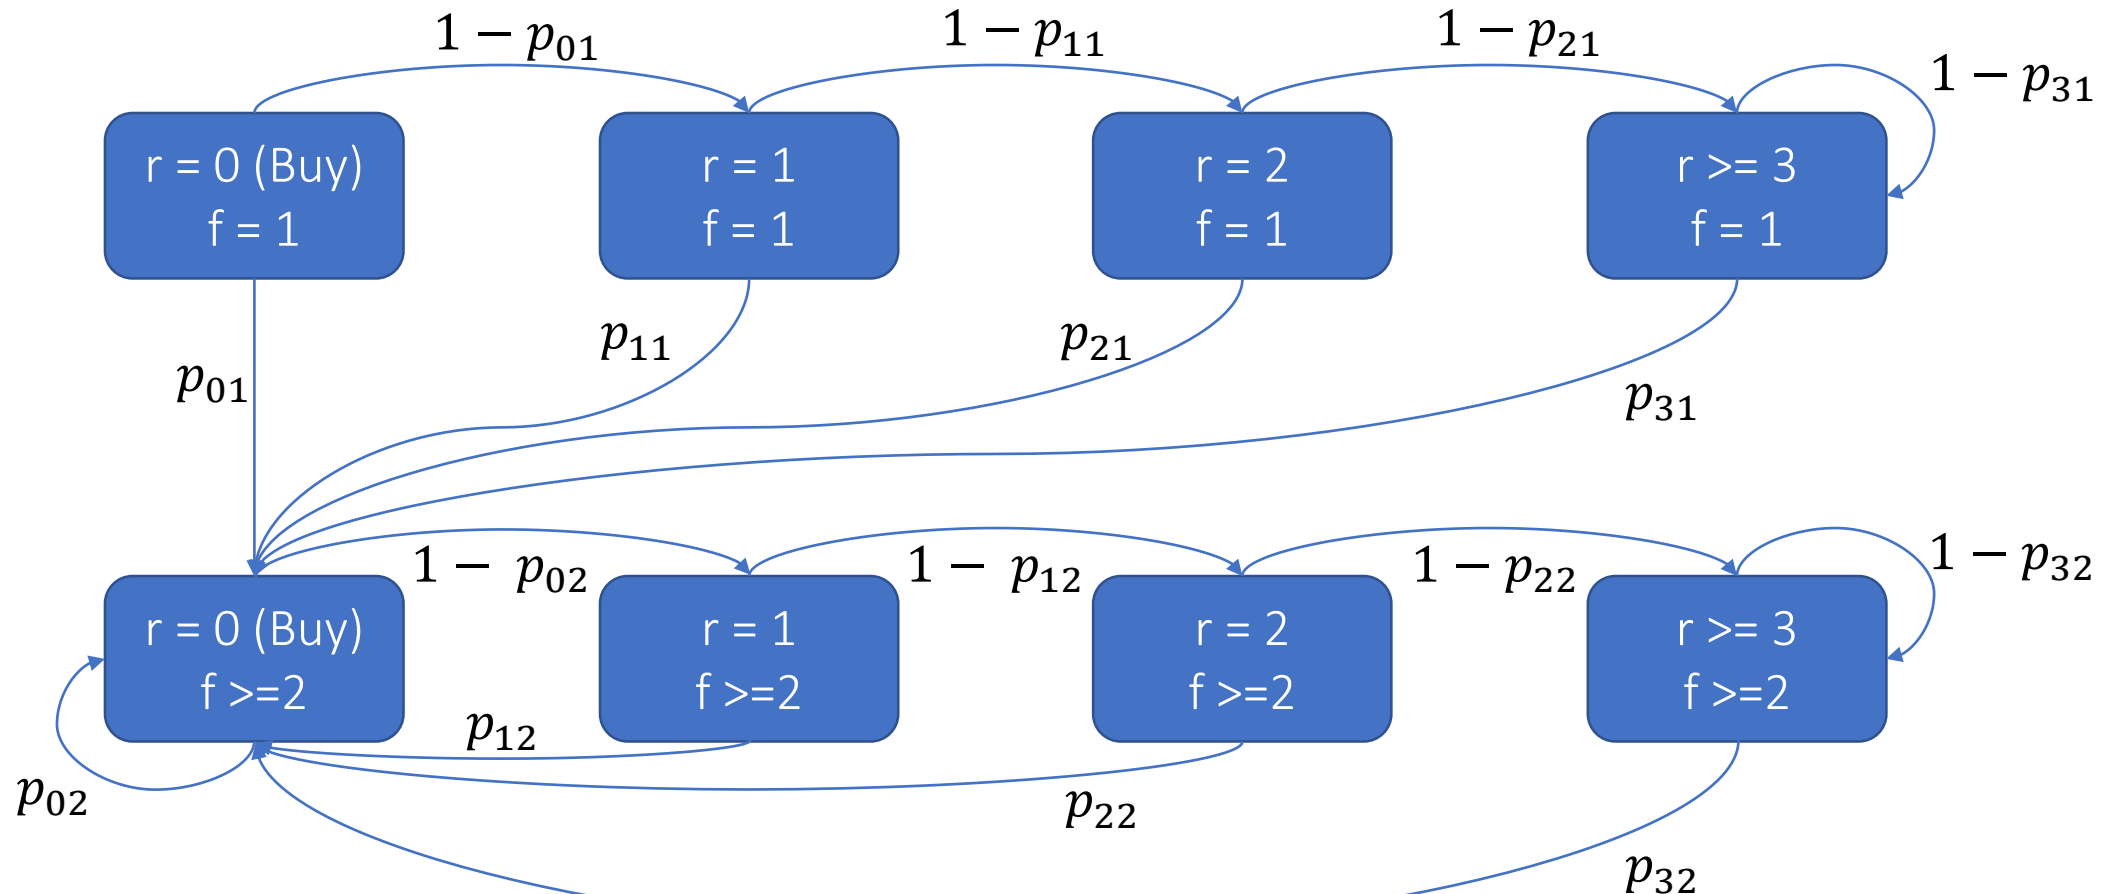 1 − p₀₁
1 − p₁₁
1 − p₂₁
1 − p₃₁
r = 0 (Buy)
f = 1
r = 1
f = 1
r = 2
f = 1
r >= 3
f = 1
p₀₁
p₁₁
p₂₁
p₃₁
1 − p₀₂
1 − p₁₂
1 − p₂₂
1 − p₃₂
r = 0 (Buy)
f >=2
r = 1
f >=2
r = 2
f >=2
r >= 3
f >=2
p₀₂
p₁₂
p₂₂
p₃₂